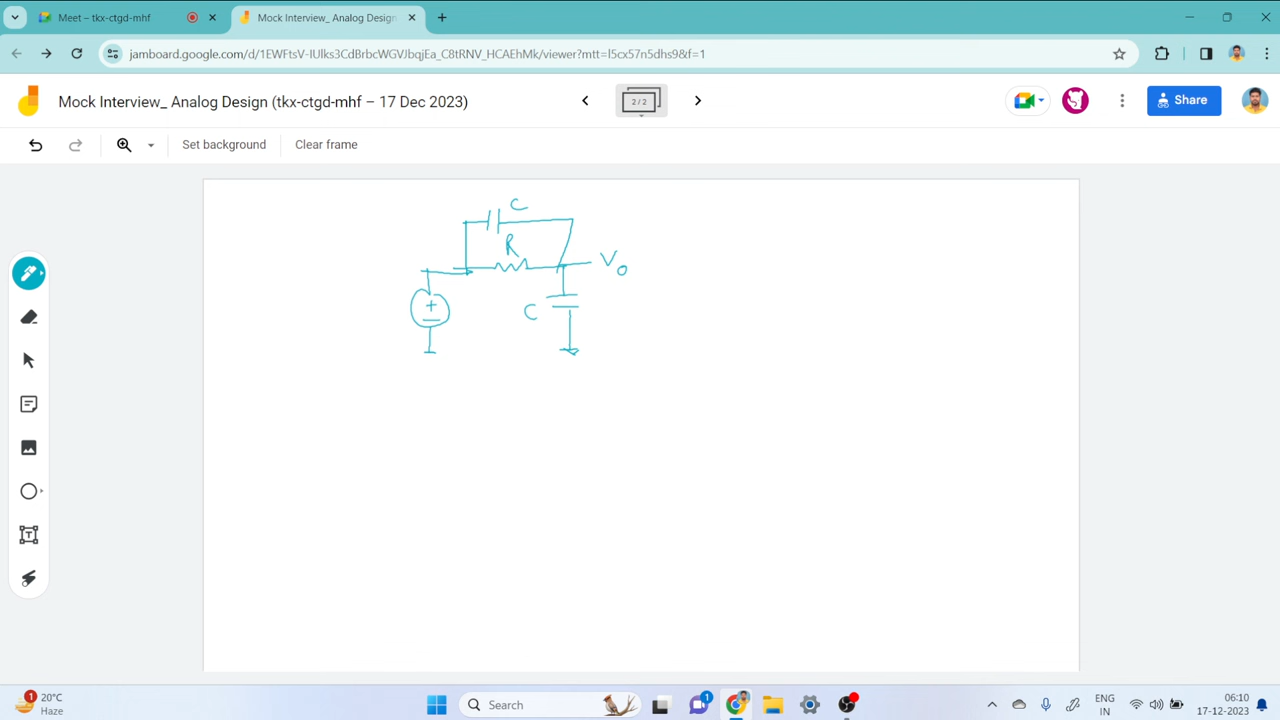 Meet – tkx-ctgd-mhf
Mock Interview_ Analog Design
jamboard.google.com/d/1EWFtsV-IUlks3CdBrbcWGVJbqjEa_C8tRNV_HCAEhMk/viewer?mtt=l5cx57n5dhs9&f=1
Mock Interview_ Analog Design (tkx-ctgd-mhf – 17 Dec 2023)
2 / 2
Share
Set background
Clear frame
C
R
Vo
C
1
20°C
Haze
Search
1
ENG
IN
06:10
17-12-2023